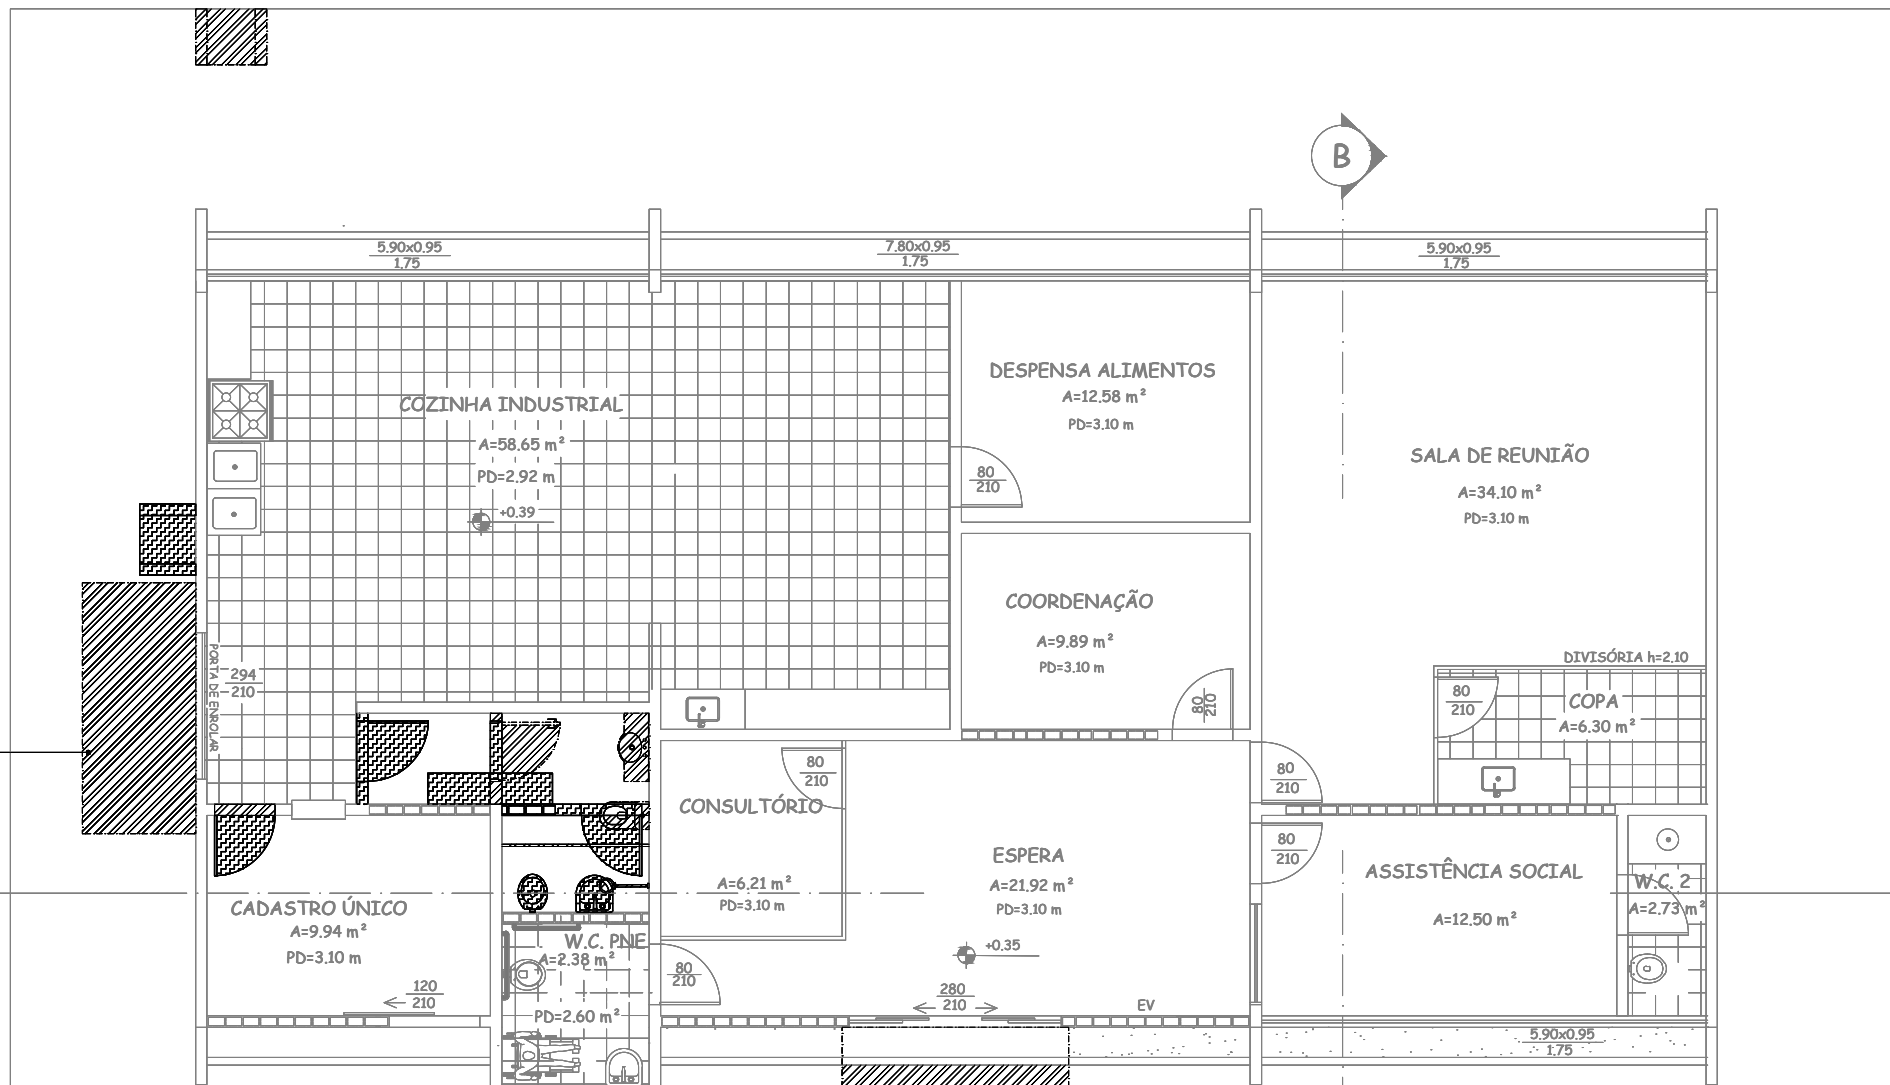 B
5.90x0.95
1.75
7.80x0.95
1.75
5.90x0.95
1.75
DESPENSA ALIMENTOS
A=12.58 m²
PD=3.10 m
COZINHA INDUSTRIAL
A=58.65 m²
PD=2.92 m
+0.39
80
210
SALA DE REUNIÃO
A=34.10 m²
PD=3.10 m
COORDENAÇÃO
A=9.89 m²
PD=3.10 m
80
210
PORTA DE ENROLAR
294
210
DIVISÓRIA h=2.10
80
210
COPA
A=6.30 m²
80
210
CONSULTÓRIO
A=6.21 m²
PD=3.10 m
80
210
ESPERA
A=21.92 m²
PD=3.10 m
+0.35
80
210
ASSISTÊNCIA SOCIAL
A=12.50 m²
W.C. 2
A=2.73 m²
CADASTRO ÚNICO
A=9.94 m²
PD=3.10 m
120
210
W.C. PNE
A=2.38 m²
PD=2.60 m²
80
210
280
210
EV
5.90x0.95
1.75